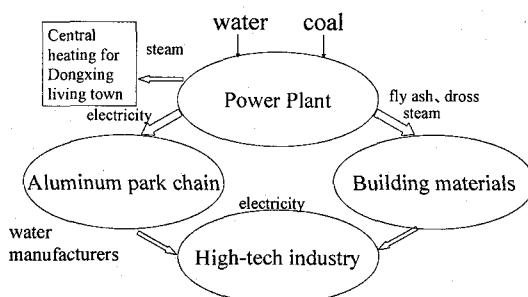 water
coal
Central
heating for
Dongxing
living town
steam
Power Plant
fly ash、dross
steam
electricity
Aluminum park chain
Building materials
electricity
water
manufacturers
High-tech industry